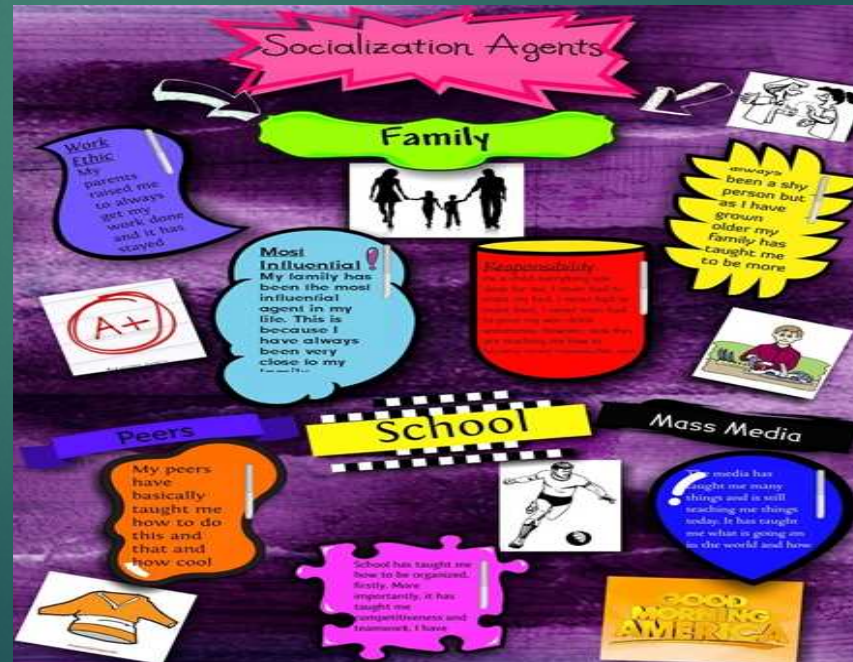 Socialization Agents
Family
Work
Ethic
My
parents
raised me
to always
get my
work done
and it has
stayed
always
been a shy
person but
as I have
grown
older my
family has
taught me
to be more
Most
Influential !
My family has
been the most
influential
agent in my
life. This is
because I
have always
been very
close to my
family
Responsibility
A+
Peers
School
Mass Media
My peers
have
basically
taught me
how to do
this and
that and
how cool
The media has
taught me many
things and is still
teaching me things
today. It has taught
me what is going on
in the world and how
School has taught me
how to be organized,
firstly. More
importantly, it has
taught me
competitiveness and
teamwork. I have
GOOD
MORNING
AMERICA